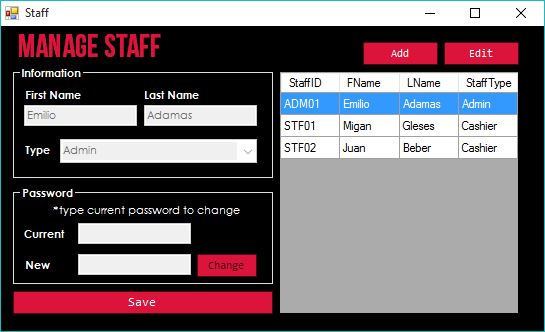 Staff
MANAGE STAFF
Add Edit
Information
First Name Last Name
Emilio Adamas
Type Admin
Password
*type current password to change
Current
New Change
Save
StaffID FName LName StaffType
ADM01 Emilio Adamas Admin
STF01 Migan Gleses Cashier
STF02 Juan Beber Cashier